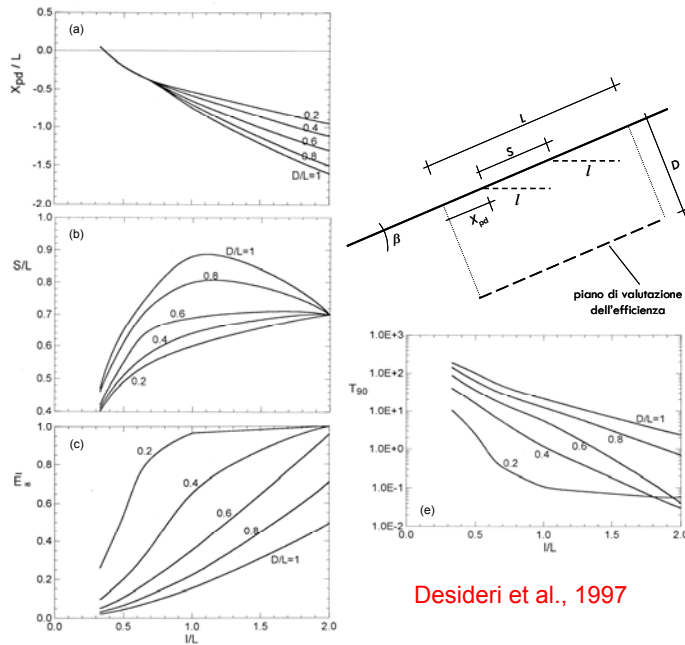 (a)
0.5
0.0
-0.5
-1.0
-1.5
-2.0
X pd / L
0.2
0.4
0.6
0.8
D/L=1
(b)
1.0
0.9
0.8
0.7
0.6
0.5
0.4
S/L
D/L=1
0.8
0.6
0.4
0.2
(c)
1.0
0.8
0.6
0.4
0.2
0.0
0.2
0.4
0.6
0.8
D/L=1
0.0 0.5 1.0 1.5 2.0
l/L
L
S
D
l
l
X pd
β
piano di valutazione
dell'efficienza
1.0E+3
1.0E+2
1.0E+1
1.0E+0
1.0E-1
1.0E-2
T 90
D/L=1
0.8
0.6
0.4
0.2
(e)
0.0 0.5 1.0 1.5 2.0
l/L
Desideri et al., 1997